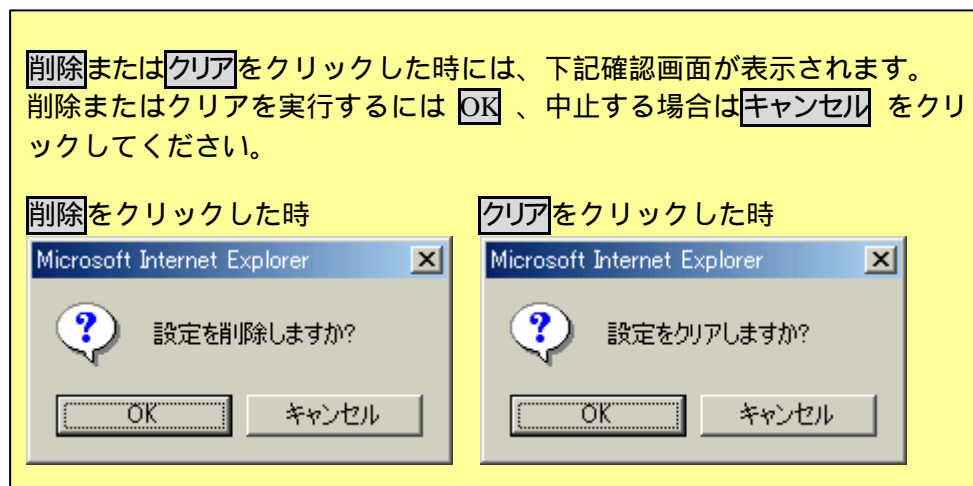 削除またはクリアをクリックした時には、下記確認画面が表示されます。
削除またはクリアを実行するには OK 、中止する場合はキャンセル をクリ
ックしてください。
削除をクリックした時
クリアをクリックした時
Microsoft Internet Explorer
設定を削除しますか?
OK
キャンセル
Microsoft Internet Explorer
設定をクリアしますか?
OK
キャンセル